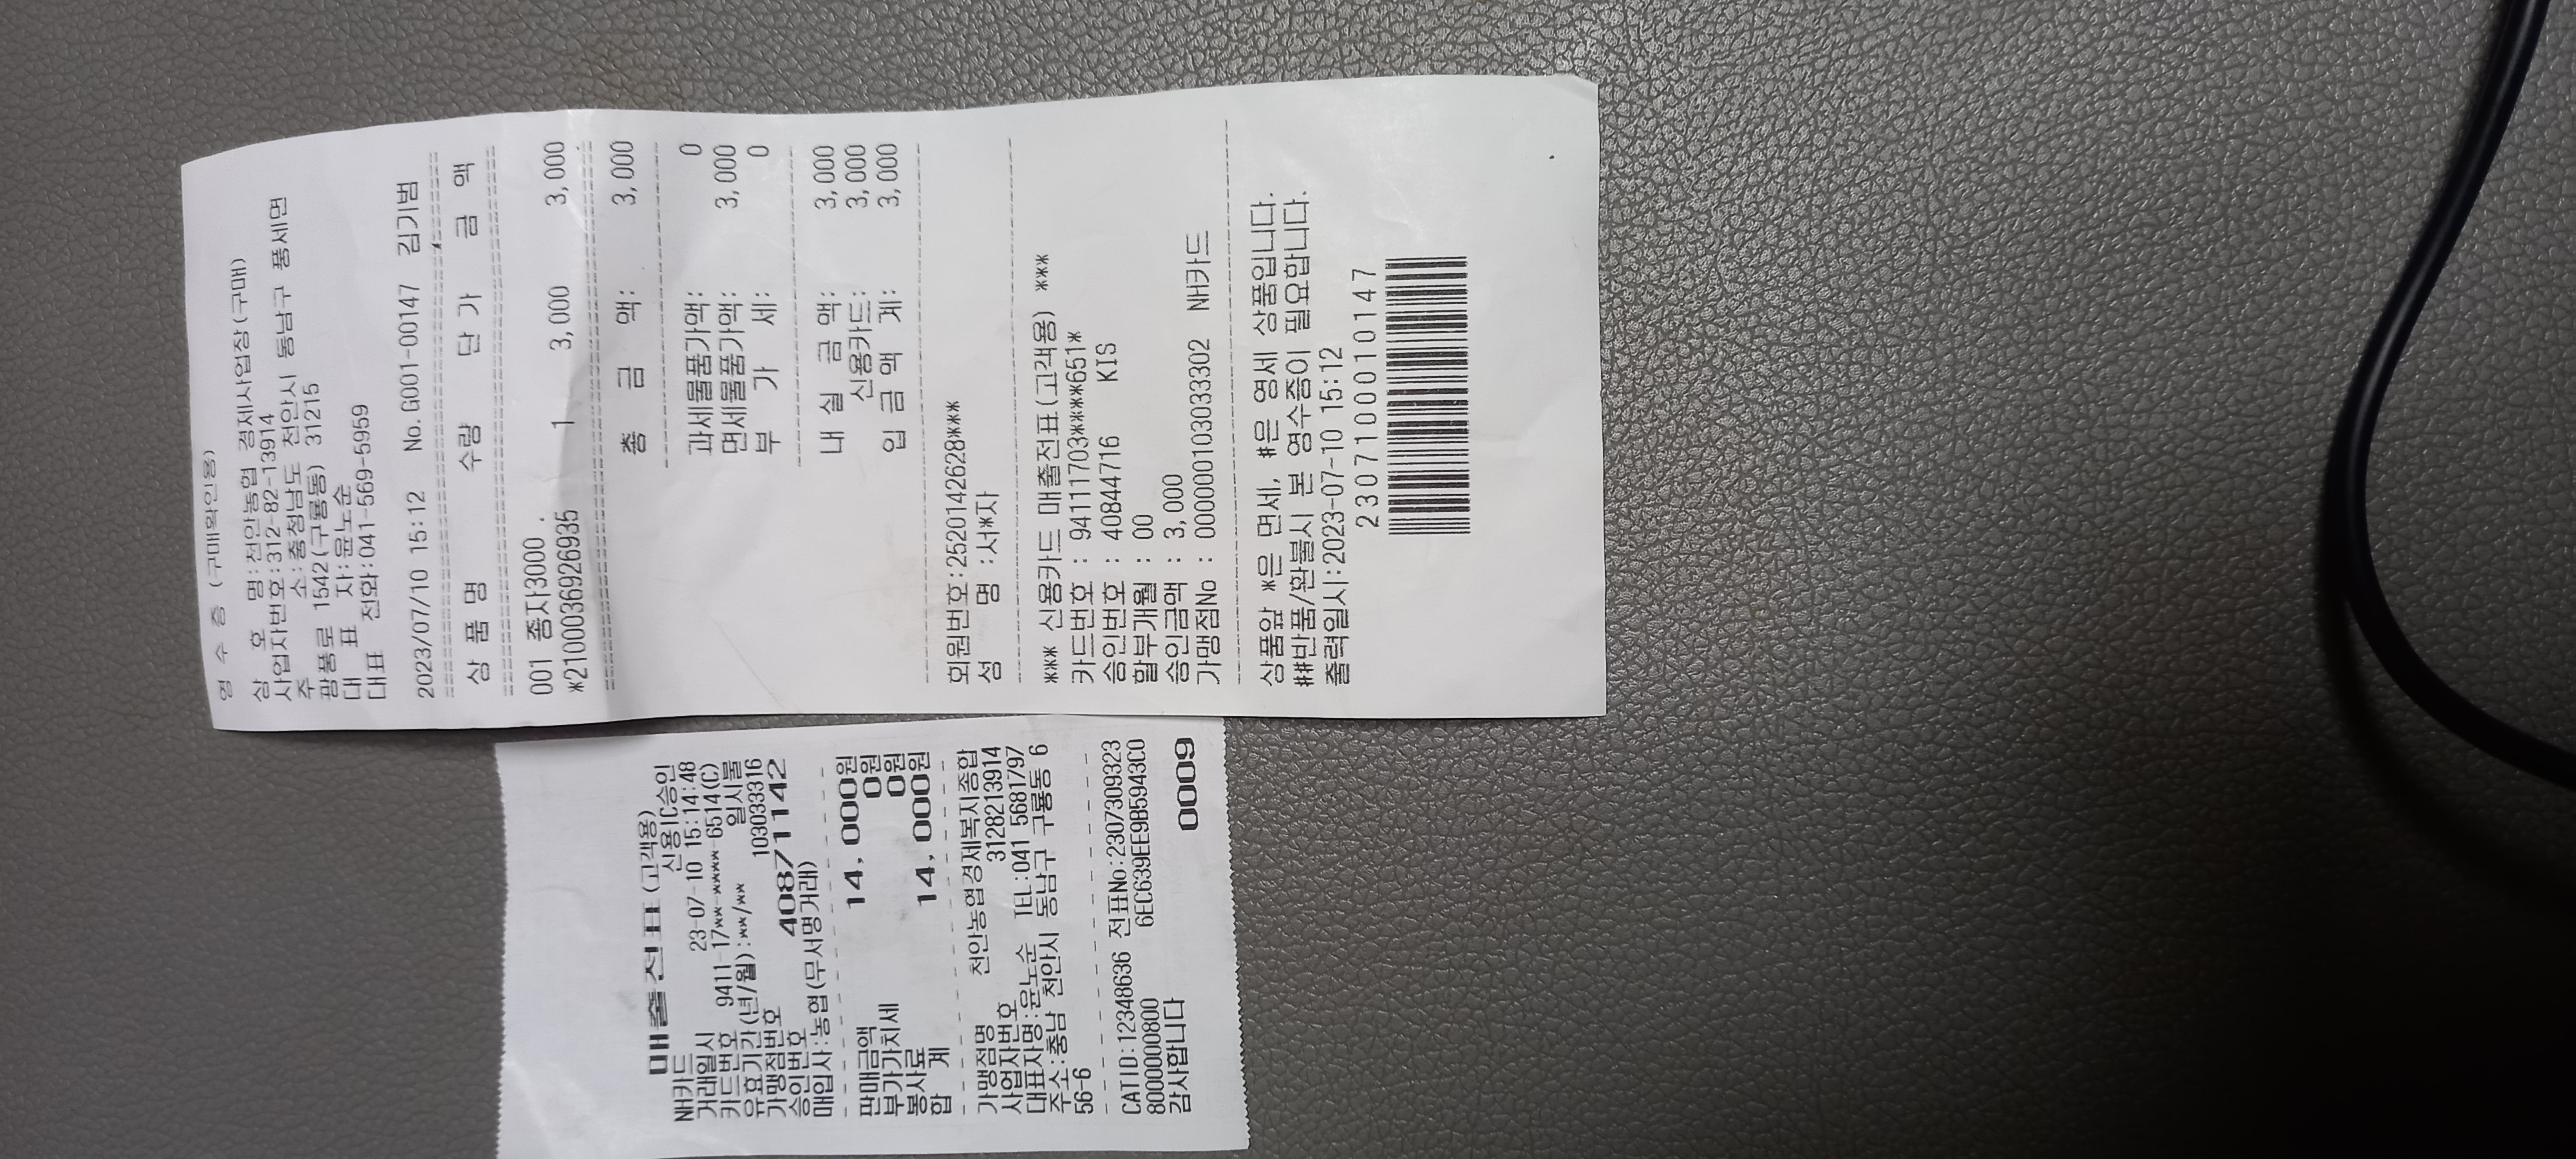 영 수 증 (구매확인용)
상 호 명:천안농협 경제사업장(구매)
사업자번호:312-82-13914
주 소:충청남도 천안시 동남구 풍세면
광풍로 1542(구룡동) 31215
대 표 자:윤노순
대표 전화:041-569-5959
2023/07/10 15:12 No.G001-00147 김기범
상 품 명 수량 단 가 금 액
001 종자3000 .
*2100036926935 1 3,000 3,000
총 금 액: 3,000
과세물품가액: 0
면세물품가액: 3,000
부 가 세: 0
내 실 금 액: 3,000
신용카드: 3,000
입 금 액 계: 3,000
회원번호:2520142628***
성 명 :서*자
*** 신용카드 매출전표(고객용) ***
카드번호 : 94111703*****651*
승인번호 : 40844716 KIS
할부개월 : 00
승인금액 : 3,000
가맹점No : 000000103033302 NH카드
상품앞 *은 면세, #은 영세 상품입니다.
##반품/환불시 본 영수증이 필요합니다.
출력일시:2023-07-10 15:12
230710000100147
매출전표 (고객용)
NH카드 신용IC승인
거래일시 23-07-10 15:14:48
카드번호 9411-17**-****-6514(C)
유효기간(년/월):**/** 일시불
가맹점번호 103033316
승인번호 40871142
매입사:농협(무서명거래)
판매금액 14,000원
부가가치세 0원
봉사료 0원
합 계 14,000원
가맹점명 천안농협경제복지종합
사업자번호 3128213914
대표자명:윤노순 TEL:041 5681797
주소:충남 천안시 동남구 구룡동 6
56-6
CATID:12348636 전표No:2307309323
8000000800 6EC639EE9B5943C0
감사합니다 0009